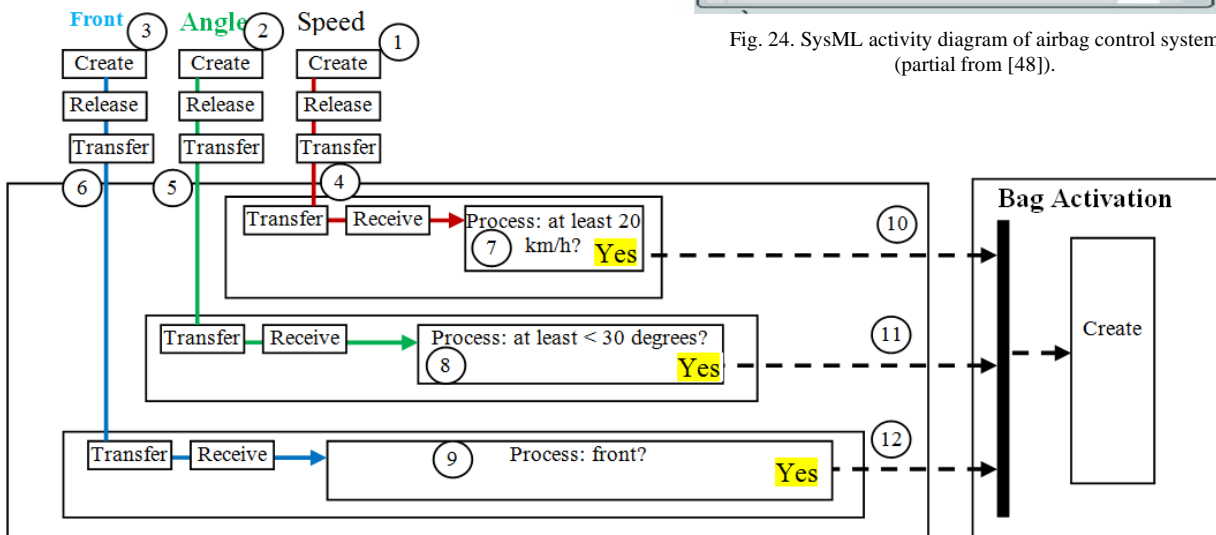 Front
3
Angle
2
Speed
1
Create
Create
Create
Release
Release
Release
Transfer
Transfer
Transfer
Fig. 24. SysML activity diagram of airbag control system
(partial from [48]).
6
5
4
Transfer
Receive
Process: at least 20
km/h?
7
Yes
10
Bag Activation
Transfer
Receive
Process: at least < 30 degrees?
8
Yes
11
Create
Transfer
Receive
9
Process: front?
Yes
12